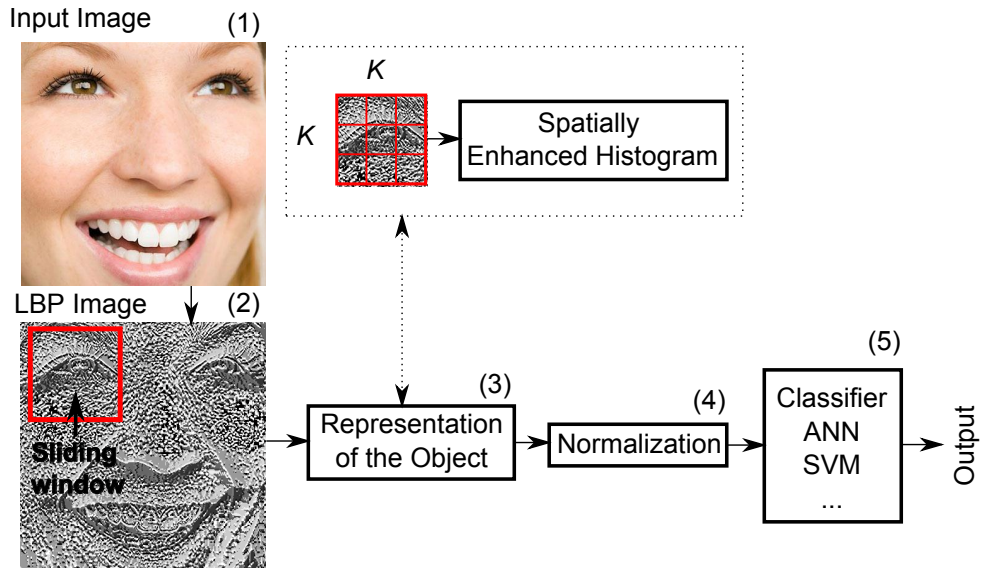 Input Image
(1)
K
K
Spatially
Enhanced Histogram
LBP Image
(2)
Sliding
window
(3)
Representation
of the Object
(4)
Normalization
(5)
Classifier
ANN
SVM
...
Output